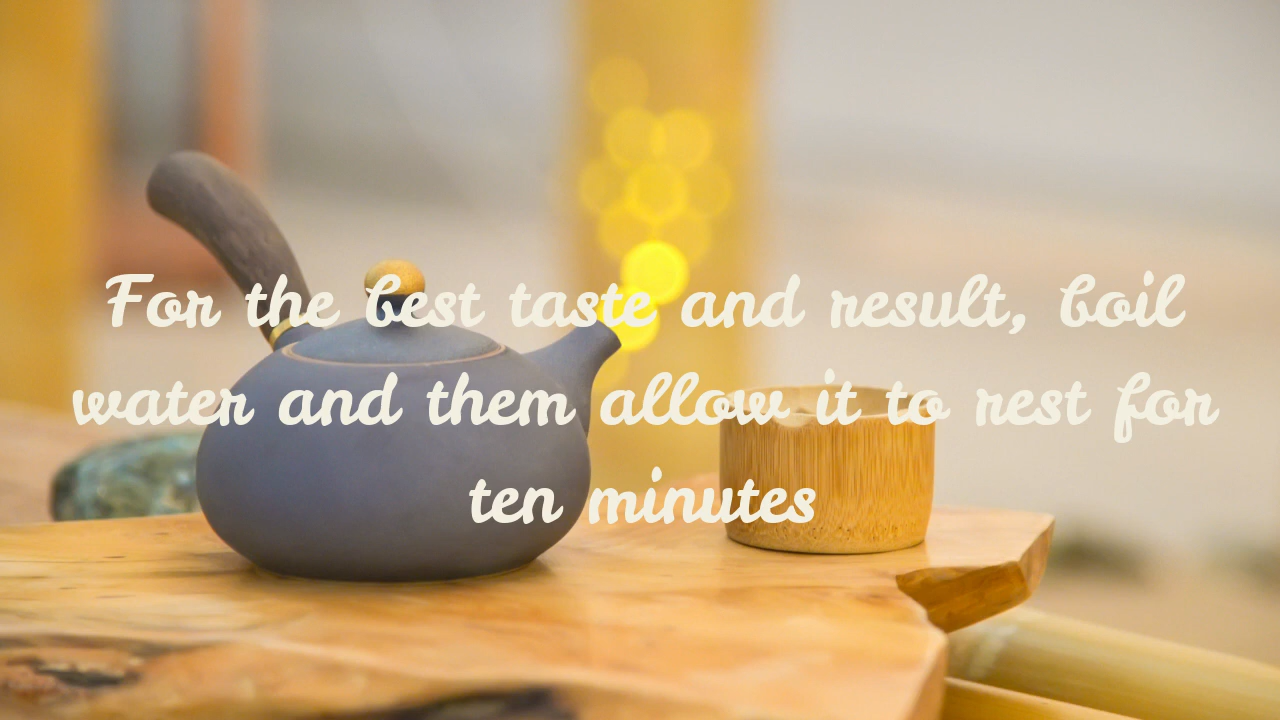 For the best taste and result, boil
water and them allow it to rest for
ten minutes